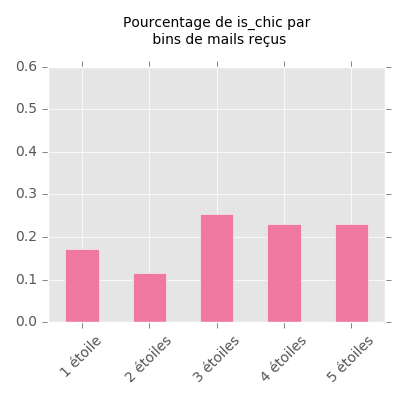 Pourcentage de is_chic par
bins de mails reçus
0.6
0.5
0.4
0.3
0.2
0.1
0.0
1 étoile
2 étoiles
3 étoiles
4 étoiles
5 étoiles